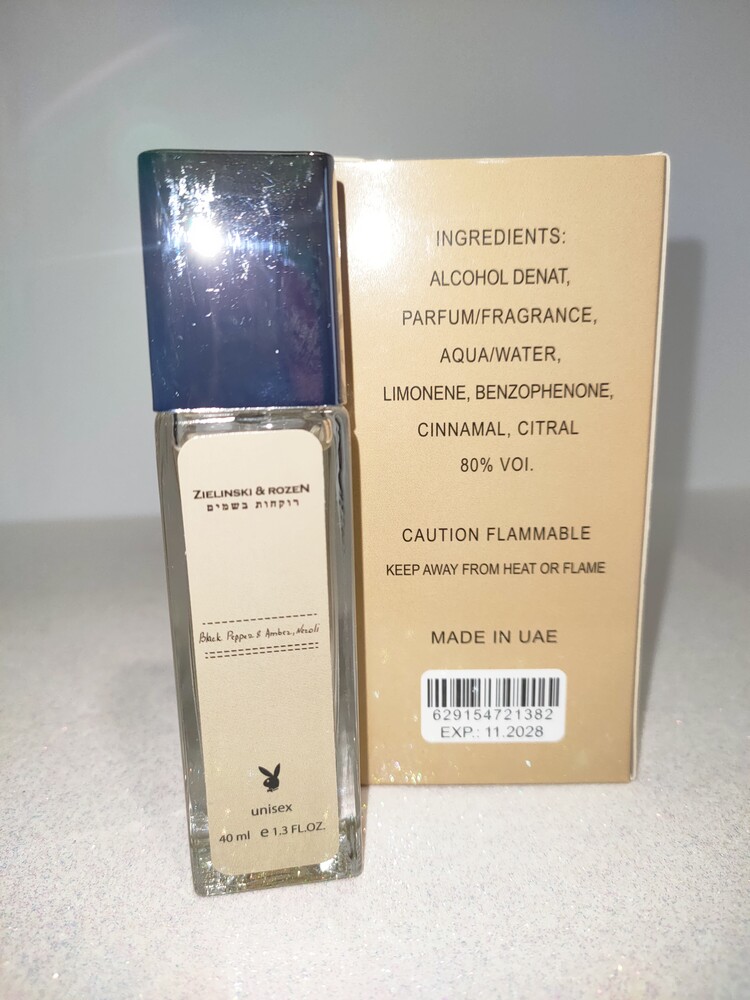 ZIELINSKI & ROZEN
רוקחות בשמים
Black Pepper & Amber, Neroli
unisex
40 ml e 1.3 FL.OZ.
INGREDIENTS:
ALCOHOL DENAT,
PARFUM/FRAGRANCE,
AQUA/WATER,
LIMONENE, BENZOPHENONE,
CINNAMAL, CITRAL
80% VOI.
CAUTION FLAMMABLE
KEEP AWAY FROM HEAT OR FLAME
MADE IN UAE
629154721382
EXP.: 11.2028